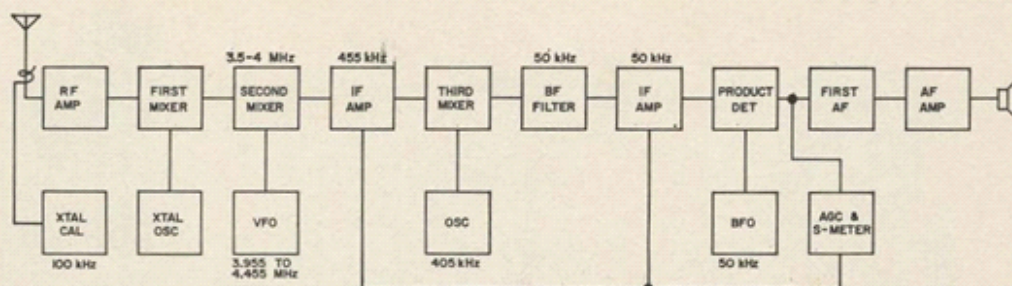 3.5-4 MHz
455 kHz
50 kHz
50 kHz
RF
AMP
FIRST
MIXER
SECOND
MIXER
IF
AMP
THIRD
MIXER
BF
FILTER
IF
AMP
PRODUCT
DET
FIRST
AF
AF
AMP
XTAL
CAL
XTAL
OSC
VFO
OSC
BFO
AGC &
S-METER
100 kHz
3.955 TO
4.455 MHz
405 kHz
50 kHz